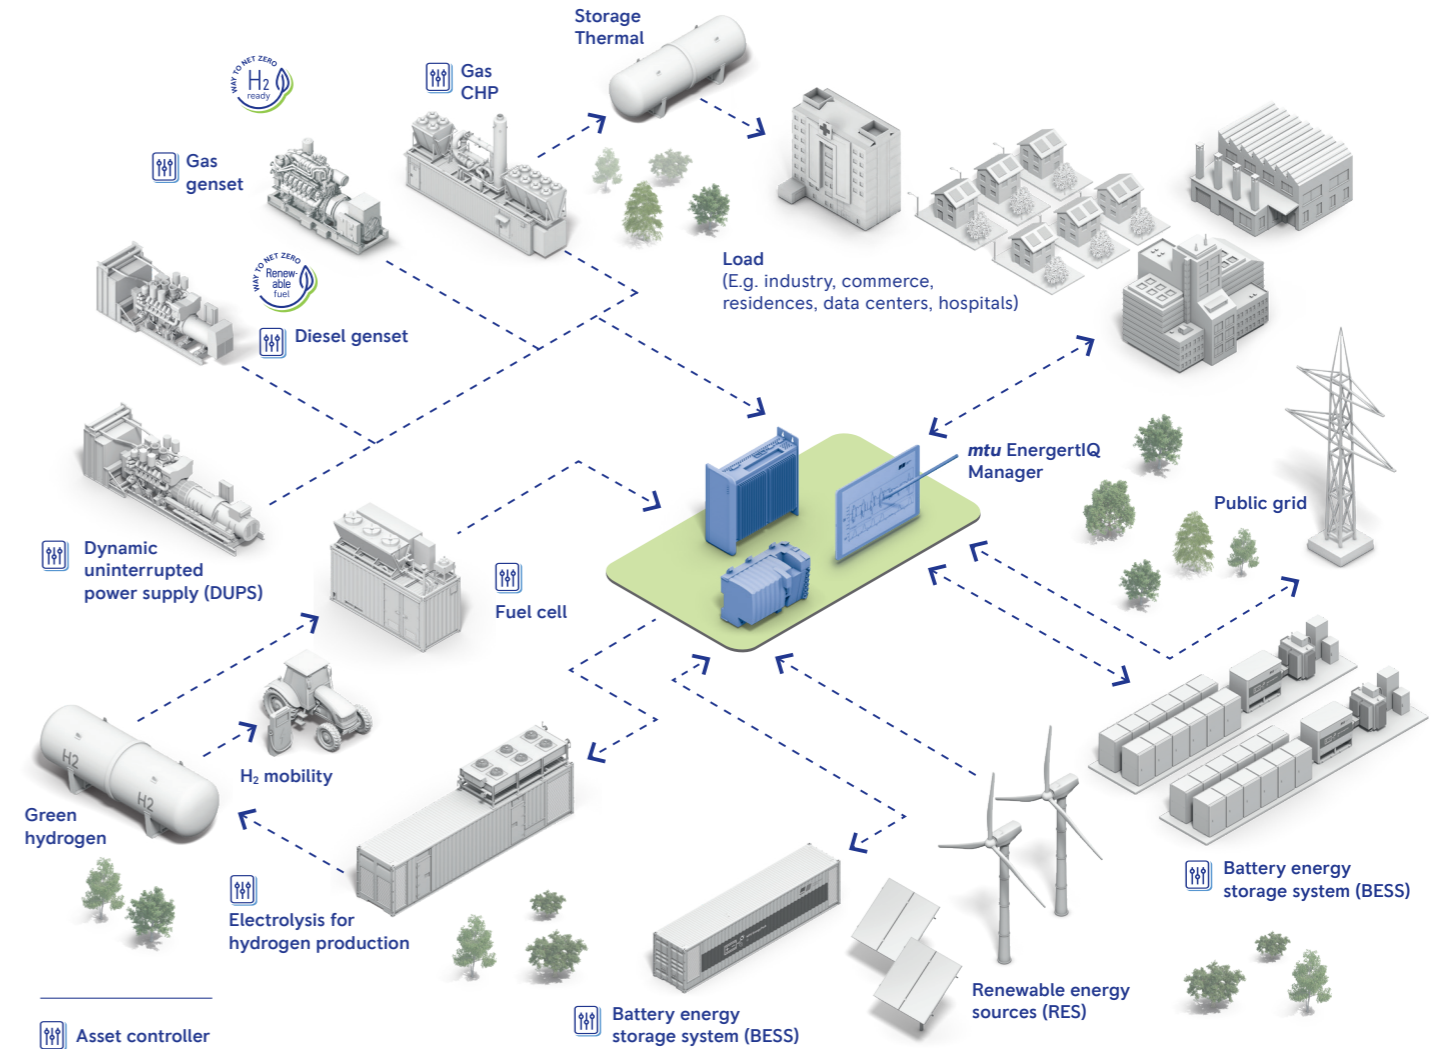 Storage
Thermal
WAY TO NET ZERO
H2
ready
Gas
CHP
Gas
genset
WAY TO NET ZERO
Renew-
able
fuel
Diesel genset
Load
(E.g. industry, commerce,
residences, data centers, hospitals)
mtu EnergertIQ
Manager
Public grid
Dynamic
uninterrupted
power supply (DUPS)
Fuel cell
H2
H2
H₂ mobility
Green
hydrogen
Electrolysis for
hydrogen production
Battery energy
storage system (BESS)
Renewable energy
sources (RES)
Battery energy
storage system (BESS)
Asset controller